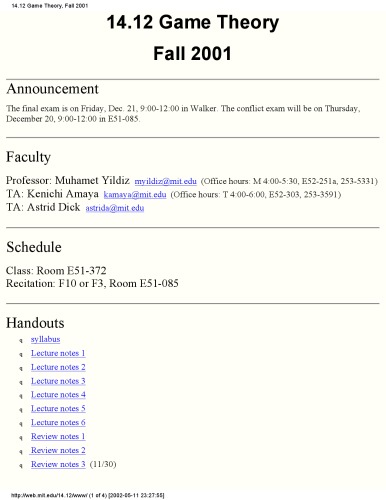 14.12 Game Theory, Fall 2001
14.12 Game Theory
Fall 2001
Announcement
The final exam is on Friday, Dec. 21, 9:00-12:00 in Walker. The conflict exam will be on Thursday,
December 20, 9:00-12:00 in E51-085.
Faculty
Professor: Muhamet Yildiz myildiz@mit.edu (Office hours: M 4:00-5:30, E52-251a, 253-5331)
TA: Kenichi Amaya kamaya@mit.edu (Office hours: T 4:00-6:00, E52-303, 253-3591)
TA: Astrid Dick astrida@mit.edu
Schedule
Class: Room E51-372
Recitation: F10 or F3, Room E51-085
Handouts
q syllabus
q Lecture notes 1
q Lecture notes 2
q Lecture notes 3
q Lecture notes 4
q Lecture notes 5
q Lecture notes 6
q Review notes 1
q Review notes 2
q Review notes 3 (11/30)
http://web.mit.edu/14.12/www/ (1 of 4) [2002-05-11 23:27:55]